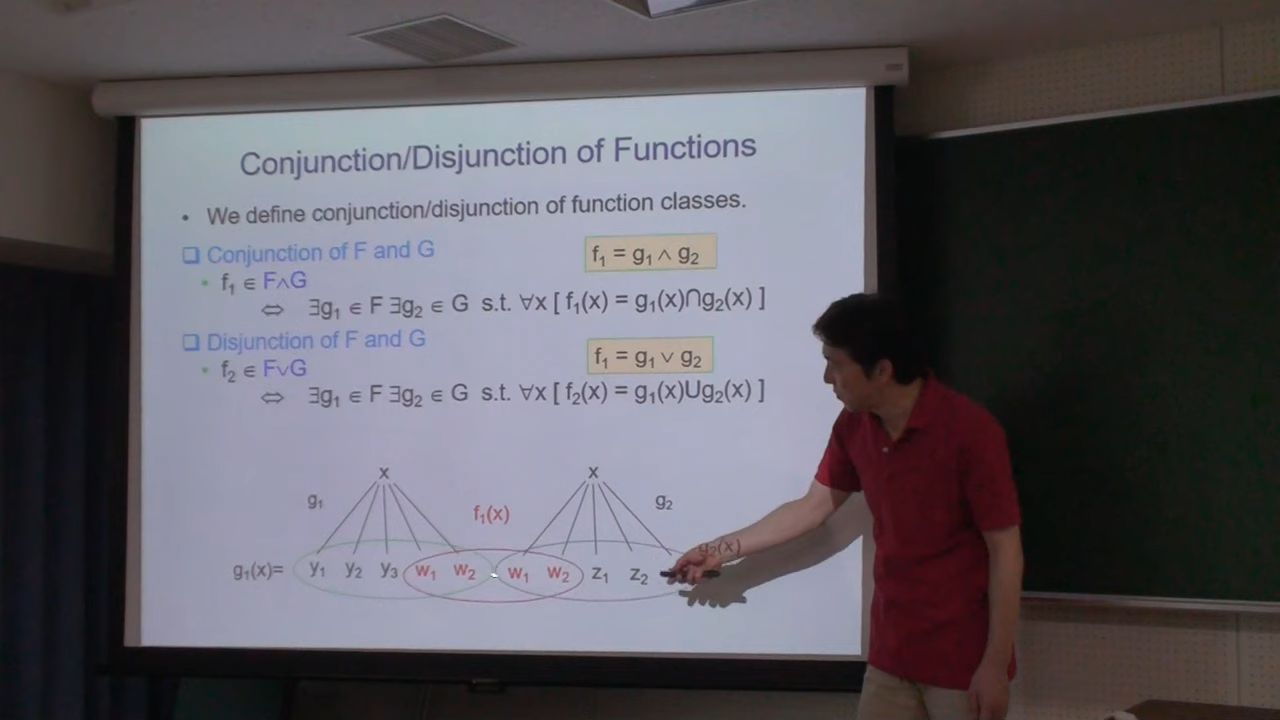 Conjunction/Disjunction of Functions
• We define conjunction/disjunction of function classes.
❑ Conjunction of F and G
f₁ = g₁ ∧ g₂
• f₁ ∈ F∧G
⇔ ∃g₁ ∈ F ∃g₂ ∈ G s.t. ∀x [ f₁(x) = g₁(x)∩g₂(x) ]
❑ Disjunction of F and G
f₁ = g₁ ∨ g₂
• f₂ ∈ F∨G
⇔ ∃g₁ ∈ F ∃g₂ ∈ G s.t. ∀x [ f₂(x) = g₁(x)∪g₂(x) ]
x x
g₁ f₁(x) g₂
g₂(x)
g₁(x)= y₁ y₂ y₃ w₁ w₂ w₁ w₂ z₁ z₂